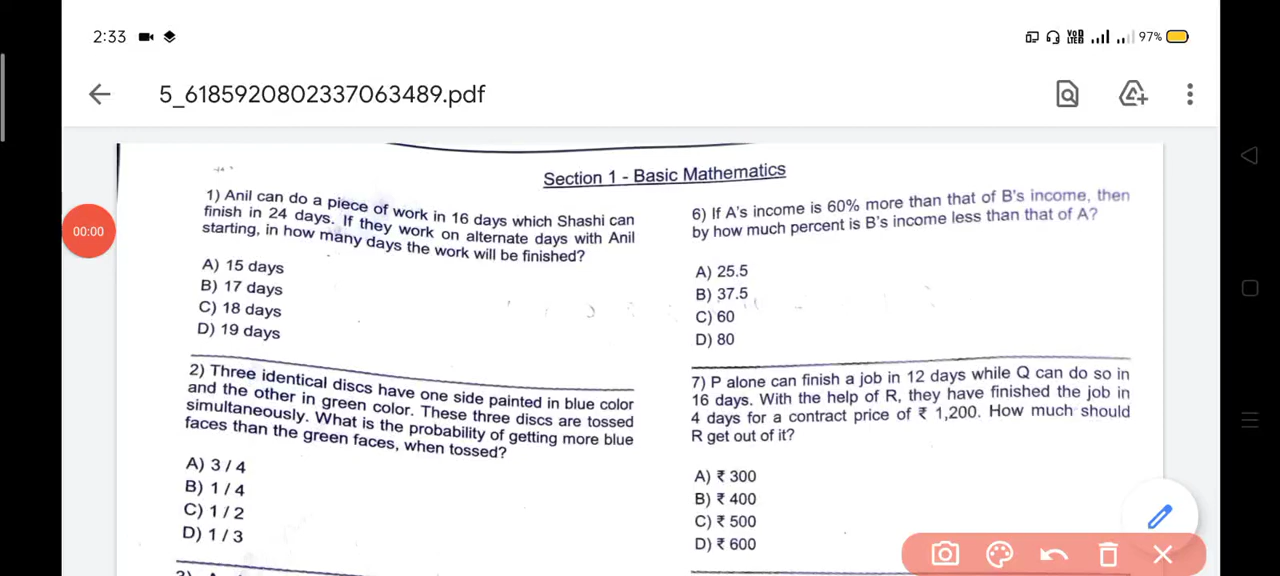 2:33
VoD LTEB 97%
5_6185920802337063489.pdf
Section 1 - Basic Mathematics
1) Anil can do a piece of work in 16 days which Shashi can
finish in 24 days. If they work on alternate days with Anil
starting, in how many days the work will be finished?
A) 15 days
B) 17 days
C) 18 days
D) 19 days
2) Three identical discs have one side painted in blue color
and the other in green color. These three discs are tossed
simultaneously. What is the probability of getting more blue
faces than the green faces, when tossed?
A) 3 / 4
B) 1 / 4
C) 1 / 2
D) 1 / 3
6) If A's income is 60% more than that of B's income, then
by how much percent is B's income less than that of A?
A) 25.5
B) 37.5
C) 60
D) 80
7) P alone can finish a job in 12 days while Q can do so in
16 days. With the help of R, they have finished the job in
4 days for a contract price of ₹ 1,200. How much should
R get out of it?
A) ₹ 300
B) ₹ 400
C) ₹ 500
D) ₹ 600
00:00